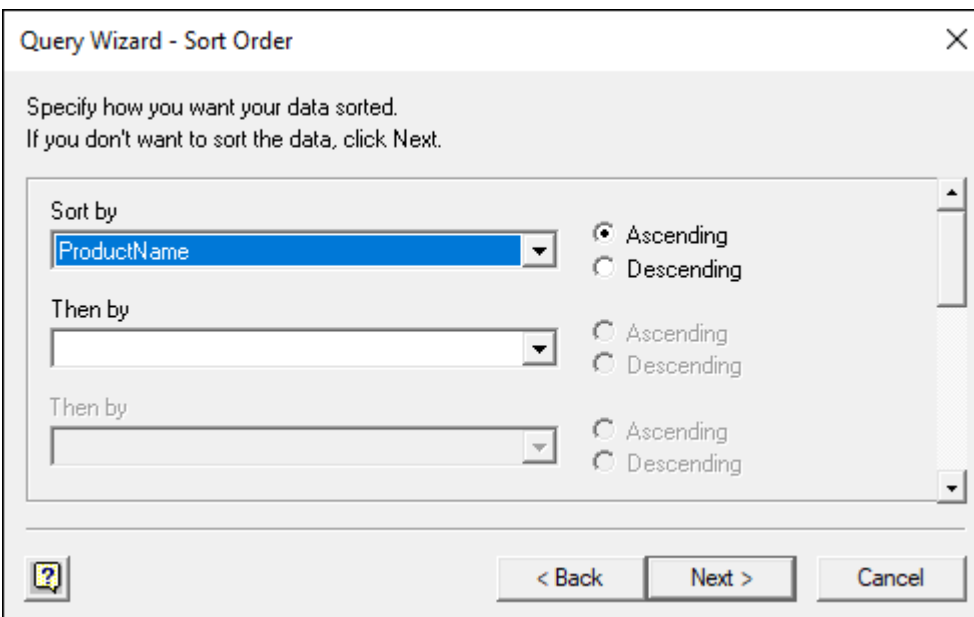 Query Wizard - Sort Order
Specify how you want your data sorted.
If you don't want to sort the data, click Next.
Sort by
ProductName
Ascending
Descending
Then by
Ascending
Descending
Then by
Ascending
Descending
?
< Back
Next >
Cancel